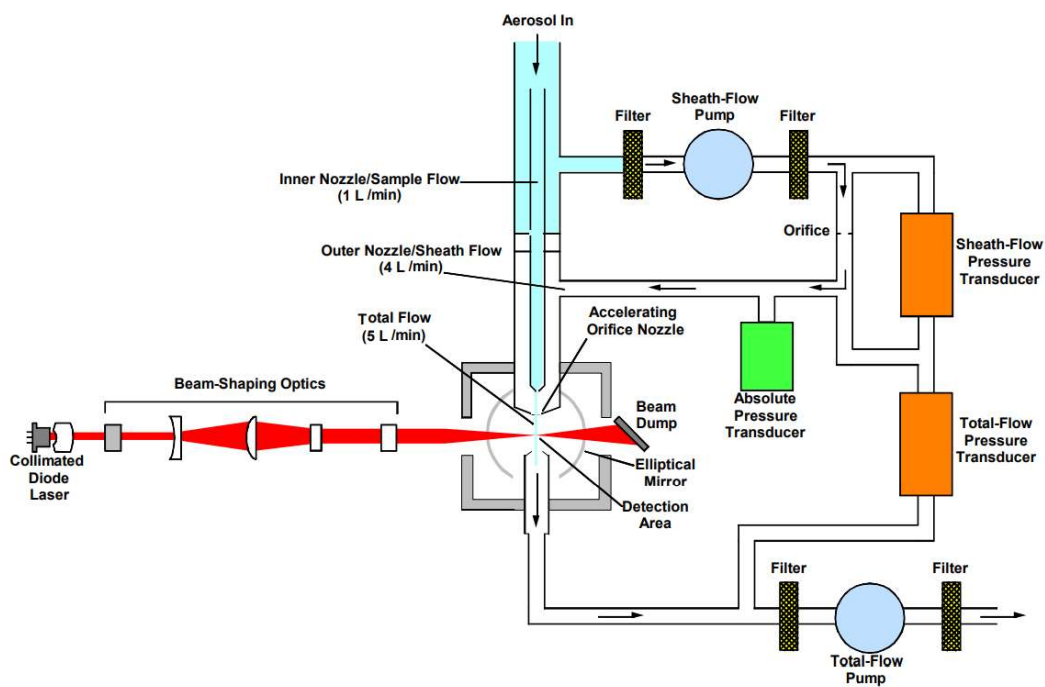 Aerosol In
Filter
Sheath-Flow
Pump
Filter
Inner Nozzle/Sample Flow
(1 L/min)
Outer Nozzle/Sheath Flow
(4 L/min)
Orifice
Sheath-Flow
Pressure
Transducer
Total Flow
(5 L/min)
Accelerating
Orifice Nozzle
Beam-Shaping Optics
Absolute
Pressure
Transducer
Beam
Dump
Total-Flow
Pressure
Transducer
Collimated
Diode
Laser
Elliptical
Mirror
Detection
Area
Filter
Filter
Total-Flow
Pump